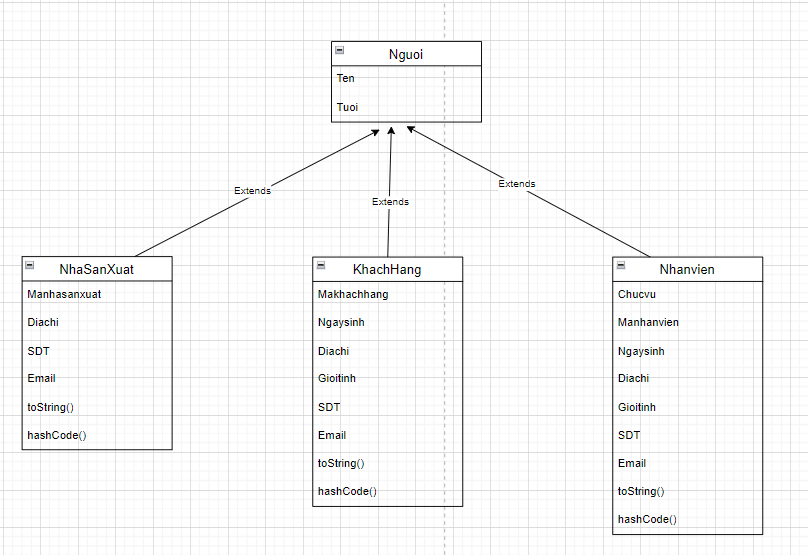 Nguoi
Ten
Tuoi
Extends
Extends
Extends
NhaSanXuat
Manhasanxuat
Diachi
SDT
Email
toString()
hashCode()
KhachHang
Makhachhang
Ngaysinh
Diachi
Gioitinh
SDT
Email
toString()
hashCode()
Nhanvien
Chucvu
Manhanvien
Ngaysinh
Diachi
Gioitinh
SDT
Email
toString()
hashCode()